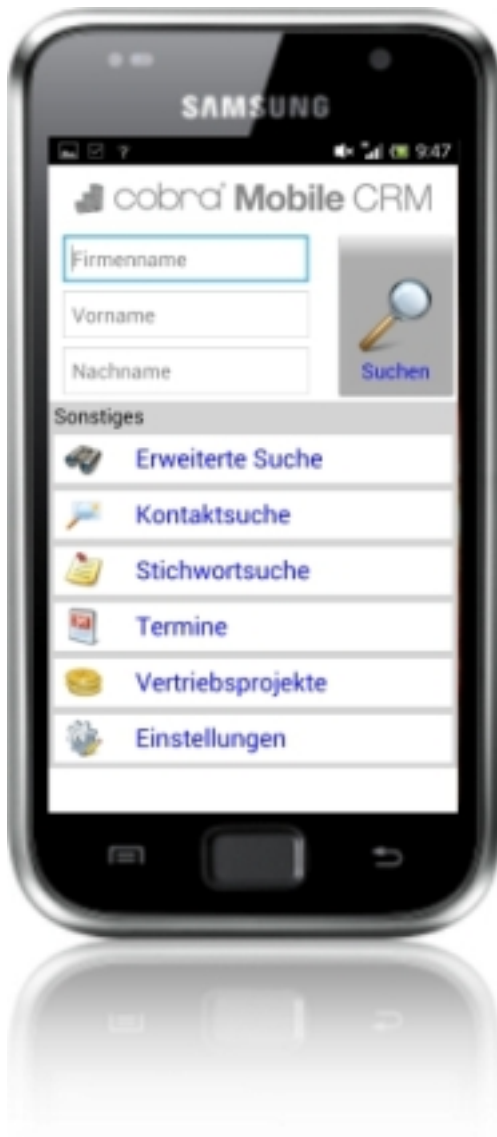 SAMSUNG
? 9:47
cobra Mobile CRM
Firmenname
Vorname
Nachname
Suchen
Sonstiges
Erweiterte Suche
Kontaktsuche
Stichwortsuche
Termine
Vertriebsprojekte
Einstellungen